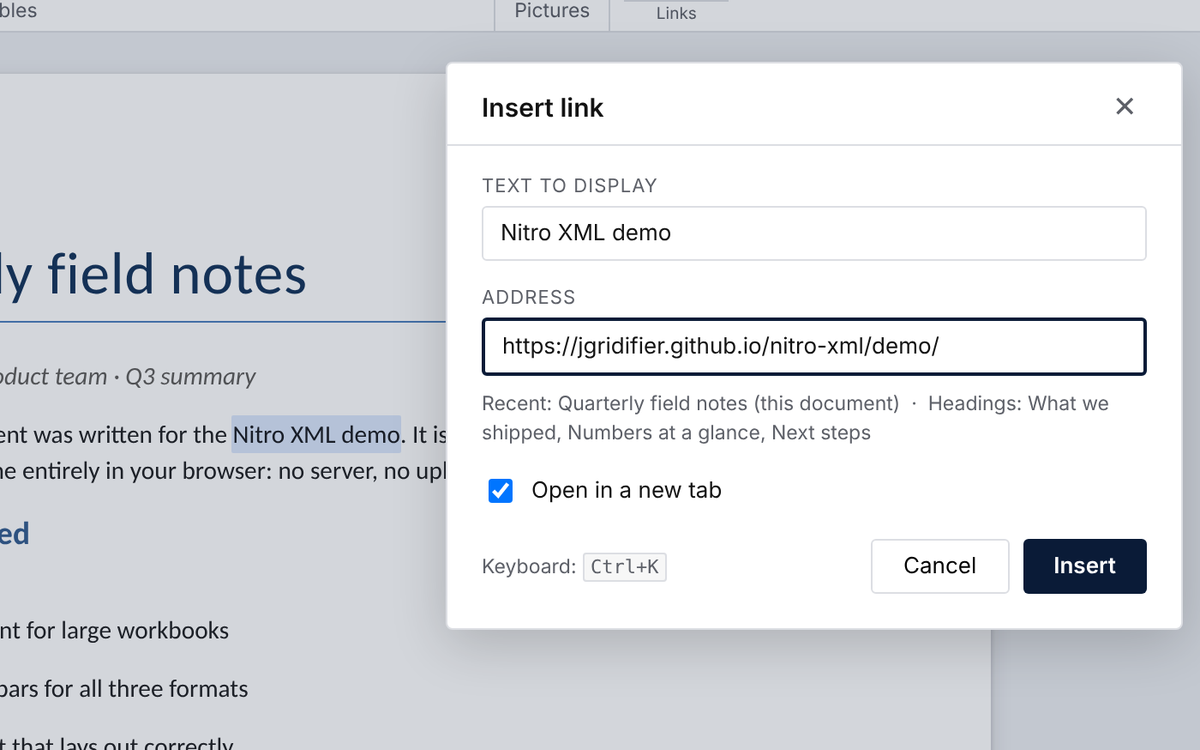 Pictures
Links
Insert link
TEXT TO DISPLAY
Nitro XML demo
ADDRESS
https://jgridifier.github.io/nitro-xml/demo/
Recent: Quarterly field notes (this document) · Headings: What we
shipped, Numbers at a glance, Next steps
Open in a new tab
Keyboard: Ctrl+K
Cancel
Insert
ly field notes
oduct team · Q3 summary
ent was written for the Nitro XML demo. It is
ne entirely in your browser: no server, no upl
ed
nt for large workbooks
bars for all three formats
t that lays out correctly